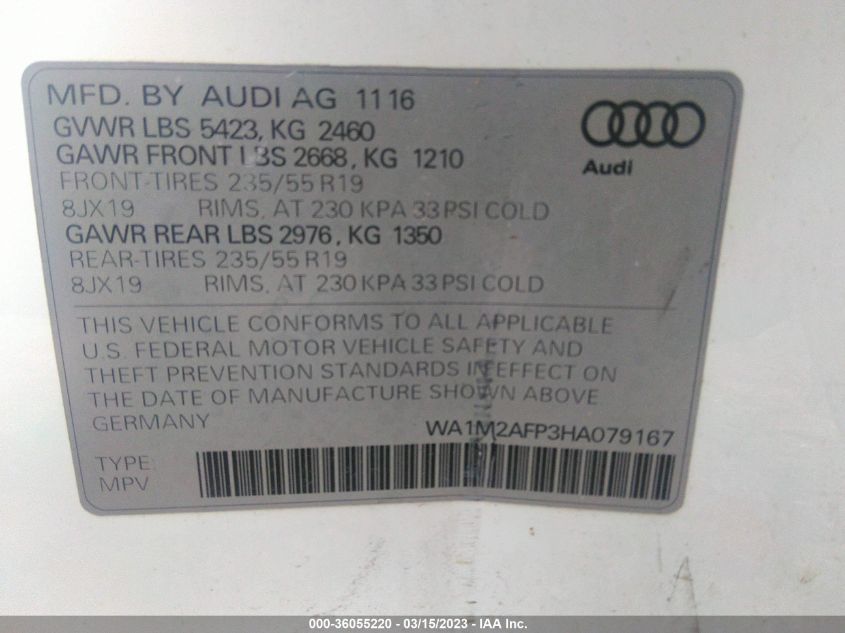 MFD. BY AUDI AG 11 16
GVWR LBS 5423, KG 2460
GAWR FRONT LBS 2668, KG 1210
FRONT-TIRES 235/55 R19
8JX19 RIMS, AT 230 KPA 33 PSI COLD
GAWR REAR LBS 2976, KG 1350
REAR-TIRES 235/55 R19
8JX19 RIMS, AT 230 KPA 33 PSI COLD
Audi
THIS VEHICLE CONFORMS TO ALL APPLICABLE
U.S. FEDERAL MOTOR VEHICLE SAFETY AND
THEFT PREVENTION STANDARDS IN EFFECT ON
THE DATE OF MANUFACTURE SHOWN ABOVE
GERMANY
WA1M2AFP3HA079167
TYPE:
MPV
000-36055220 - 03/15/2023 - IAA Inc.